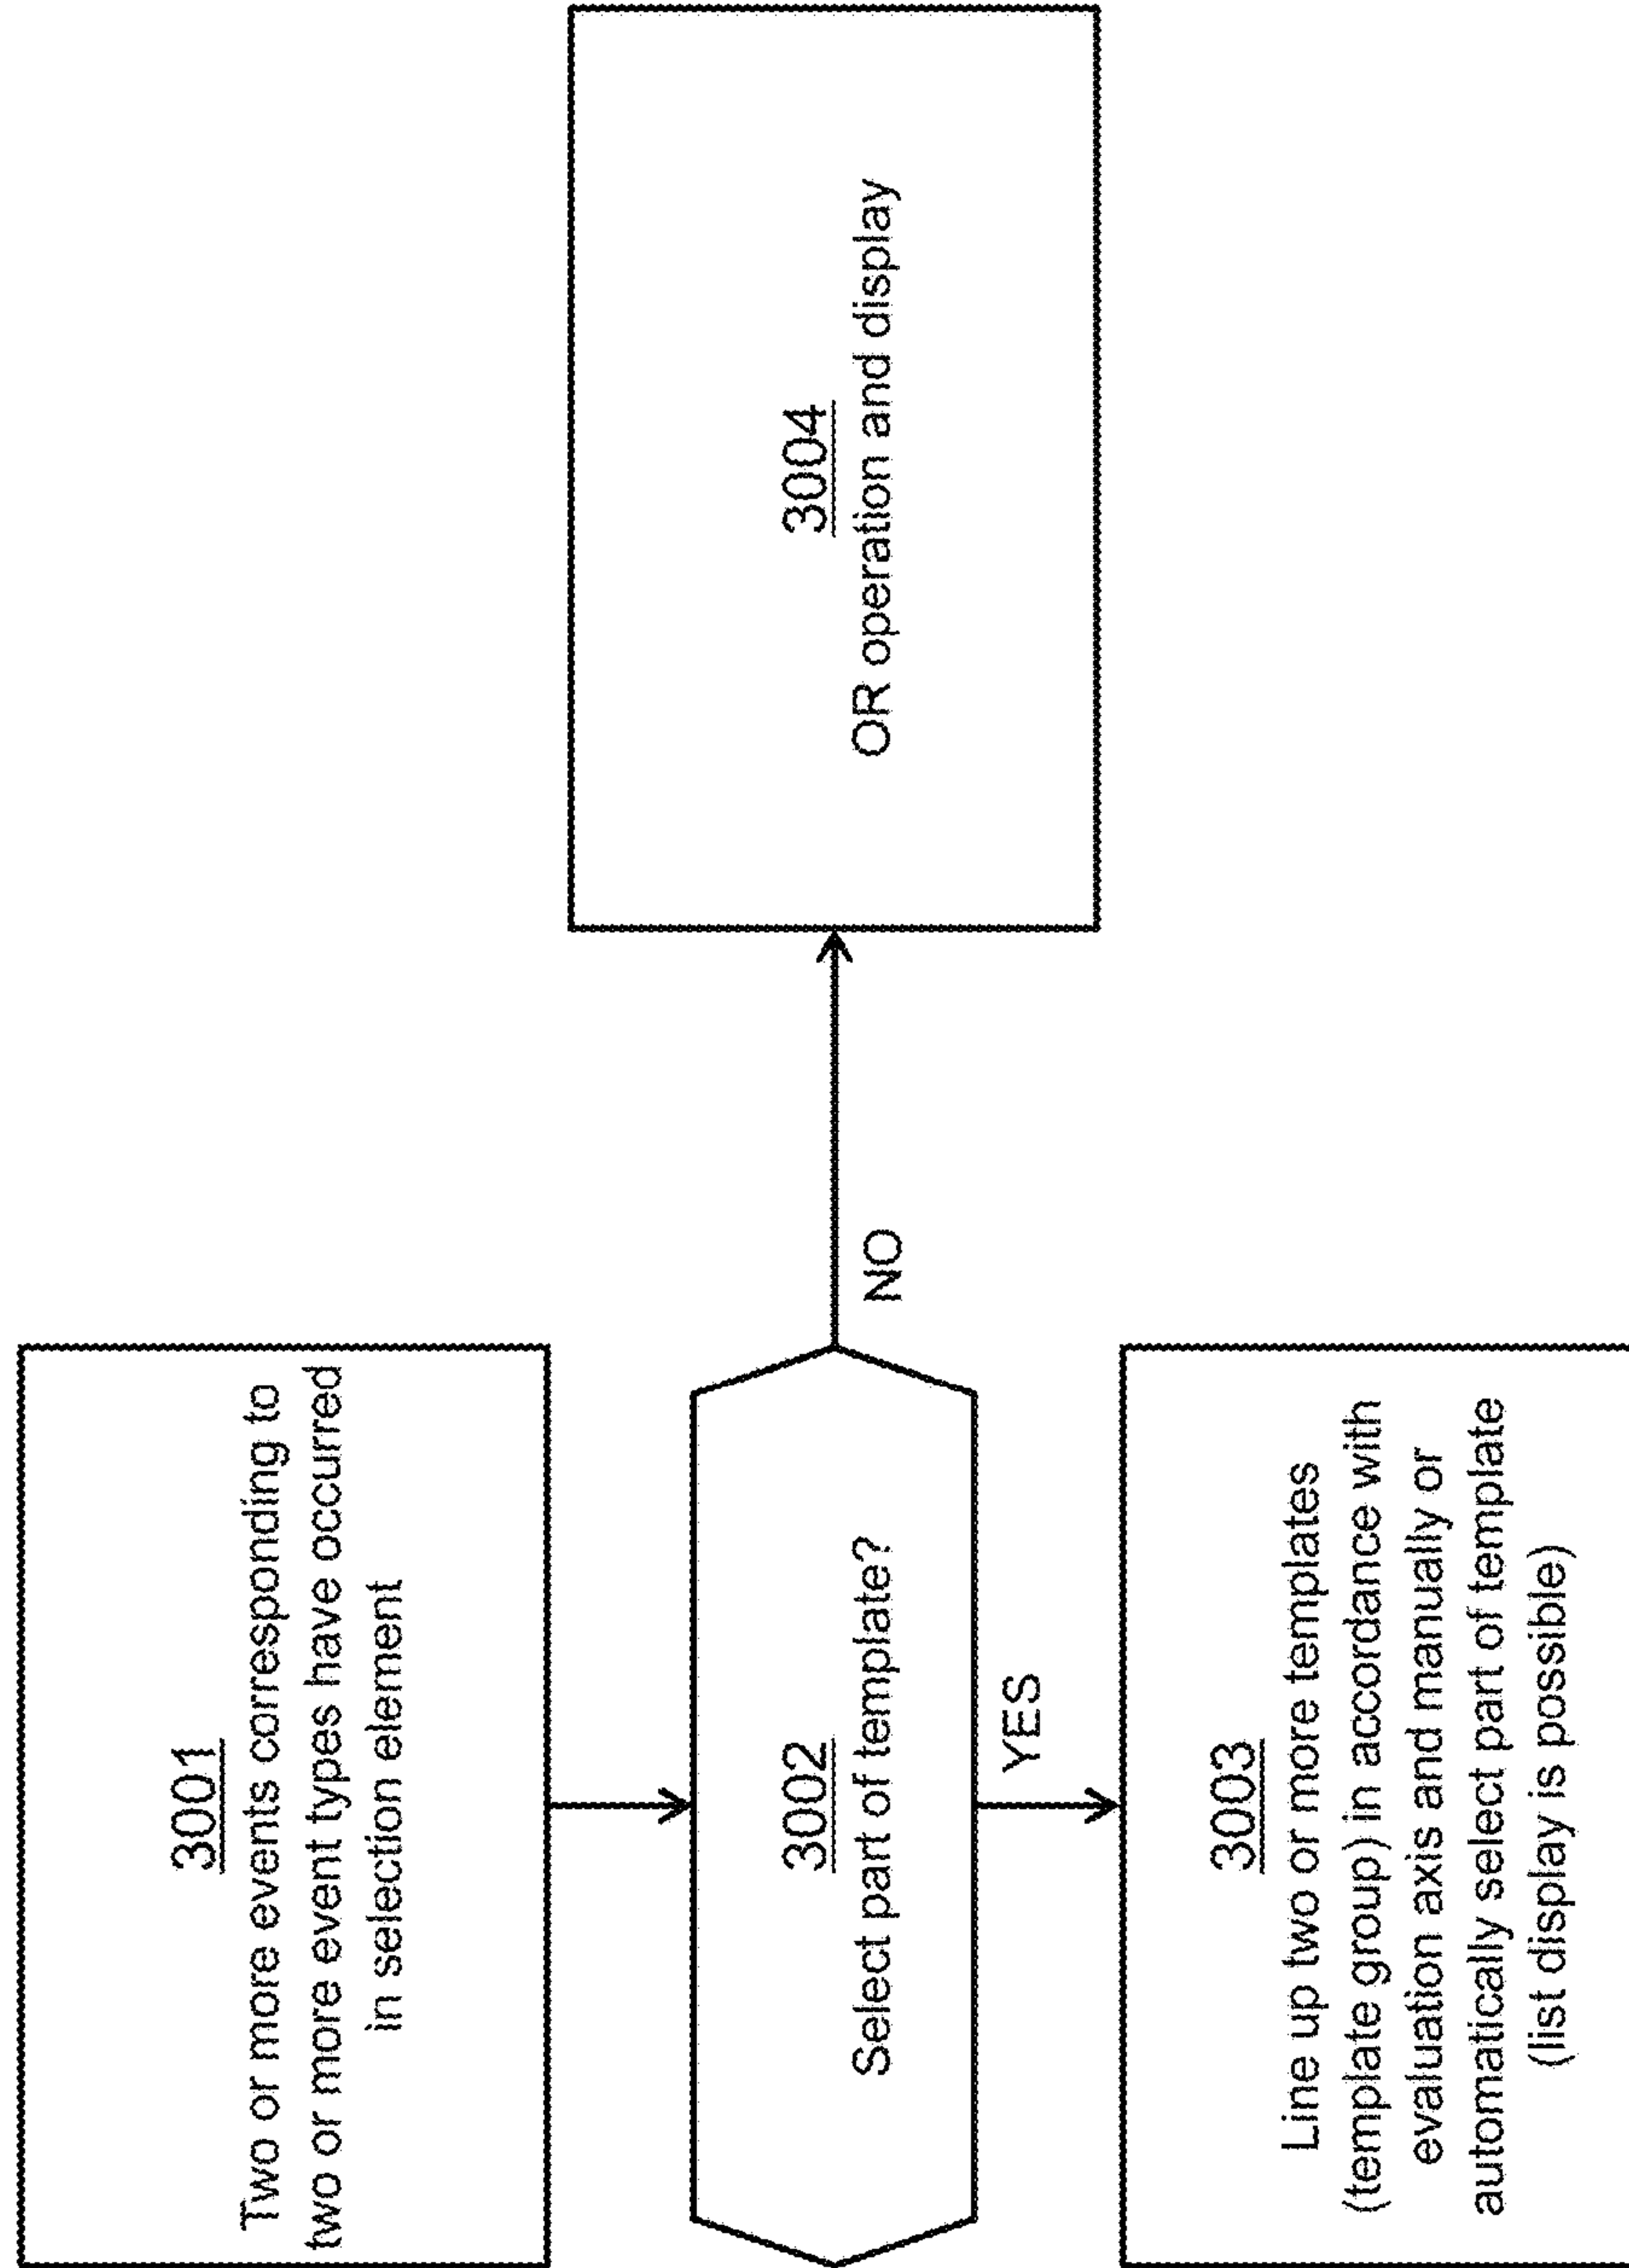 3001
Two or more events corresponding to
two or more event types have occurred
in selection element
3002
Select part of template?
NO
3004
OR operation and display
YES
3003
Line up two or more templates
(template group) in accordance with
evaluation axis and manually or
automatically select part of template
(list display is possible)